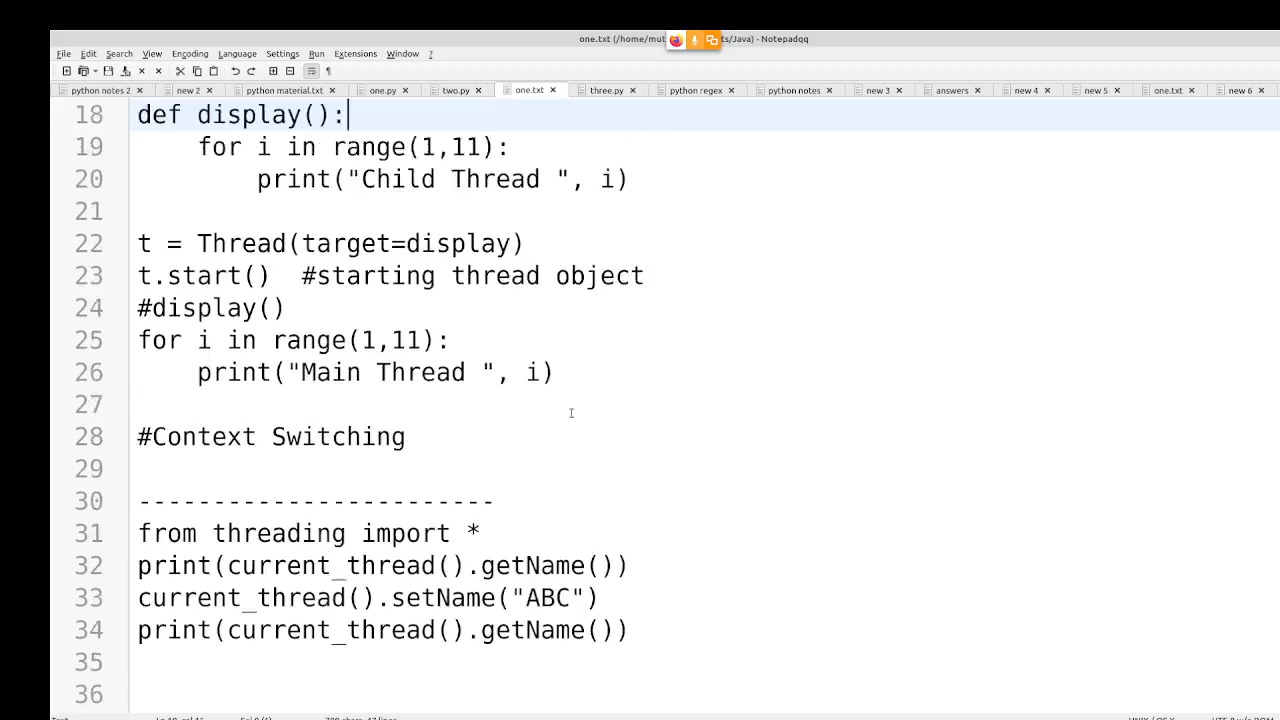 one.txt (/home/mut ts/Java) - Notepadqq
File Edit Search View Encoding Language Settings Run Extensions Window ?
python notes 2 new 2 python material.txt one.py two.py one.txt three.py python regex python notes new 3 answers new 4 new 5 one.txt new 6
18 def display():
19 for i in range(1,11):
20 print("Child Thread ", i)
21
22 t = Thread(target=display)
23 t.start() #starting thread object
24 #display()
25 for i in range(1,11):
26 print("Main Thread ", i)
27
28 #Context Switching
29
30 ------------------------
31 from threading import *
32 print(current_thread().getName())
33 current_thread().setName("ABC")
34 print(current_thread().getName())
35
36